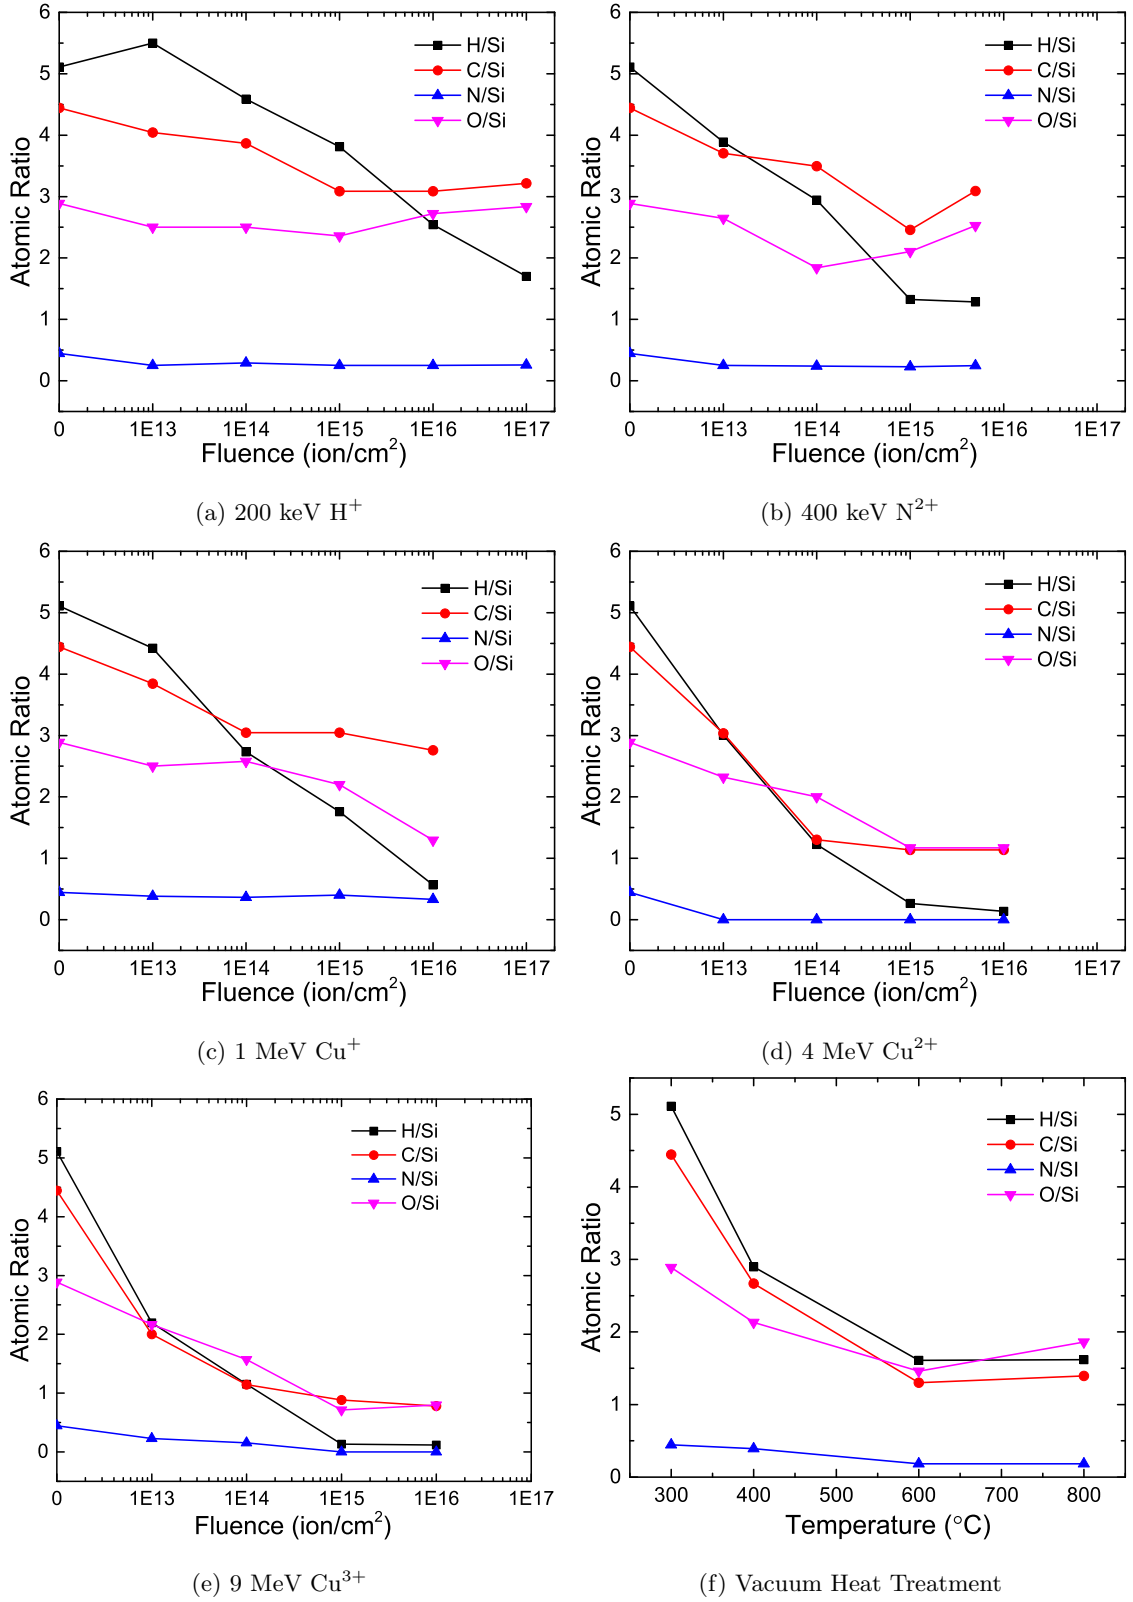 6
5
4
3
2
1
0
Atomic Ratio
H/Si
C/Si
N/Si
O/Si
0 1E13 1E14 1E15 1E16 1E17
Fluence (ion/cm²)
(a) 200 keV H⁺
6
5
4
3
2
1
0
Atomic Ratio
H/Si
C/Si
N/Si
O/Si
0 1E13 1E14 1E15 1E16 1E17
Fluence (ion/cm²)
(b) 400 keV N²⁺
6
5
4
3
2
1
0
Atomic Ratio
H/Si
C/Si
N/Si
O/Si
0 1E13 1E14 1E15 1E16 1E17
Fluence (ion/cm²)
(c) 1 MeV Cu⁺
6
5
4
3
2
1
0
Atomic Ratio
H/Si
C/Si
N/Si
O/Si
0 1E13 1E14 1E15 1E16 1E17
Fluence (ion/cm²)
(d) 4 MeV Cu²⁺
6
5
4
3
2
1
0
Atomic Ratio
H/Si
C/Si
N/Si
O/Si
0 1E13 1E14 1E15 1E16 1E17
Fluence (ion/cm²)
(e) 9 MeV Cu³⁺
5
4
3
2
1
0
Atomic Ratio
H/Si
C/Si
N/SI
O/Si
300 400 500 600 700 800
Temperature (°C)
(f) Vacuum Heat Treatment